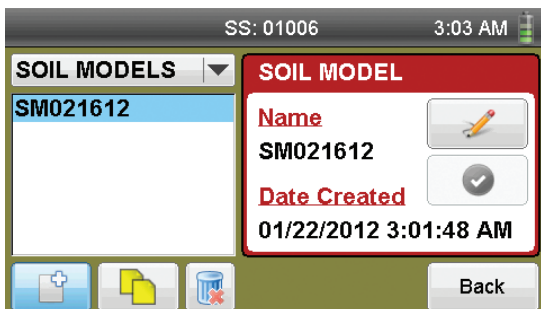 SS: 01006 3:03 AM
SOIL MODELS
SM021612
SOIL MODEL
Name
SM021612
Date Created
01/22/2012 3:01:48 AM
Back